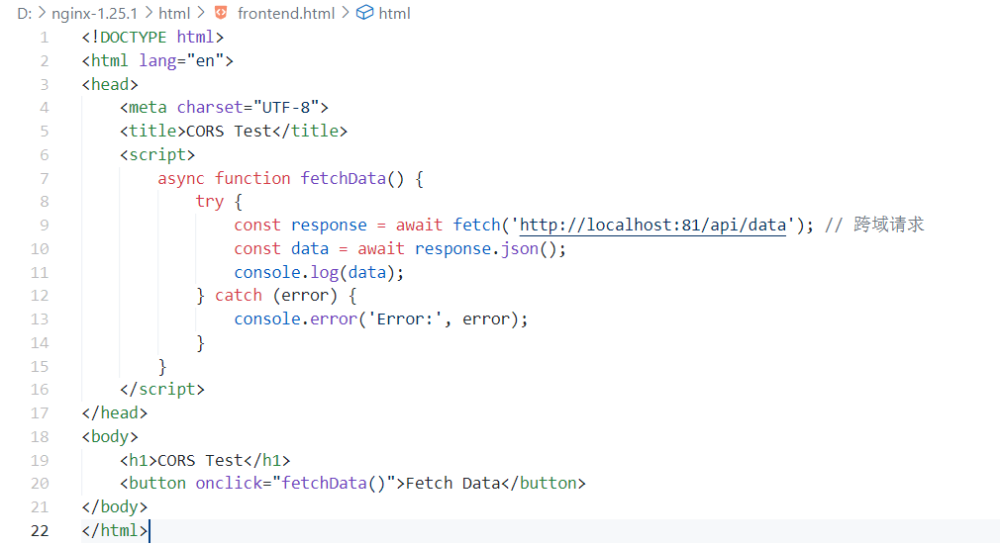 D: > nginx-1.25.1 > html > frontend.html > html
1 <!DOCTYPE html>
2 <html lang="en">
3 <head>
4     <meta charset="UTF-8">
5     <title>CORS Test</title>
6     <script>
7         async function fetchData() {
8             try {
9                 const response = await fetch('http://localhost:81/api/data'); // 跨域请求
10                 const data = await response.json();
11                 console.log(data);
12             } catch (error) {
13                 console.error('Error:', error);
14             }
15         }
16     </script>
17 </head>
18 <body>
19     <h1>CORS Test</h1>
20     <button onclick="fetchData()">Fetch Data</button>
21 </body>
22 </html>